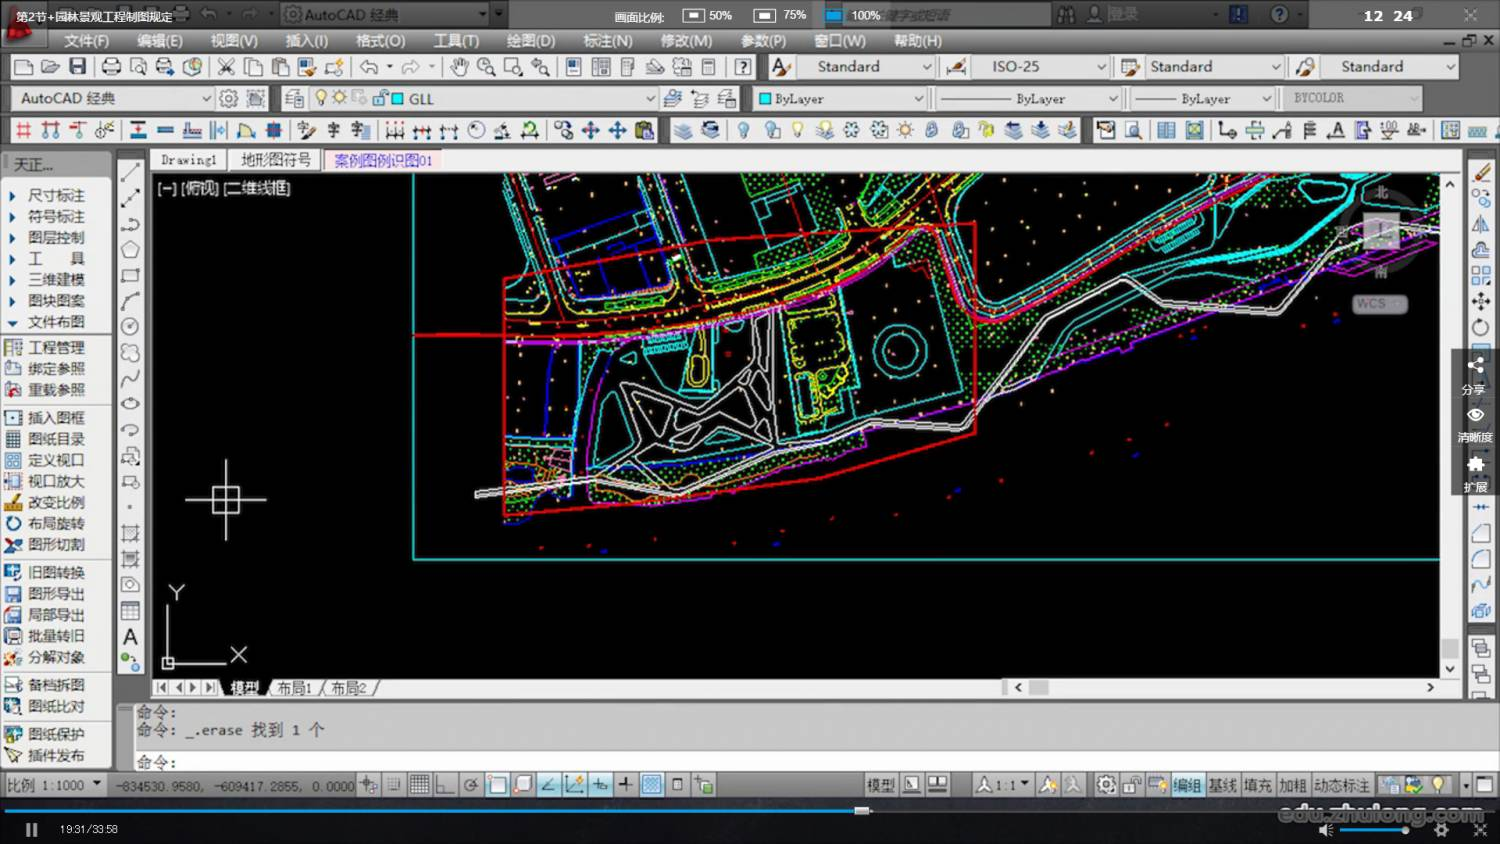 第2节+园林景观工程制图规定
AutoCAD 经典
画面比例: 50% 75% 100%
登录
12 24
文件(F) 编辑(E) 视图(V) 插入(I) 格式(O) 工具(T) 绘图(D) 标注(N) 修改(M) 参数(P) 窗口(W) 帮助(H)
Standard ISO-25 Standard Standard
AutoCAD 经典 GLL ByLayer ByLayer ByLayer BYCOLOR
天正...
Drawing1 地形图符号 案例图例识图01
[−] [俯视] [二维线框]
尺寸标注
符号标注
图层控制
工 具
三维建模
图块图案
文件布图
工程管理
绑定参照
重载参照
插入图框
图纸目录
定义视口
视口放大
改变比例
布局旋转
图形切割
旧图转换
图形导出
局部导出
批量转旧
分解对象
备档拆图
图纸比对
图纸保护
插件发布
北
南
WCS
分享
清晰度
扩展
Y
X
A
模型 布局1 布局2
命令:
命令: _.erase 找到 1 个
命令:
比例 1:1000 -834530.9580, -609417.2855, 0.0000 模型 1:1 编组 基线 填充 加粗 动态标注
edu.zhulong.com
19:31/33:58